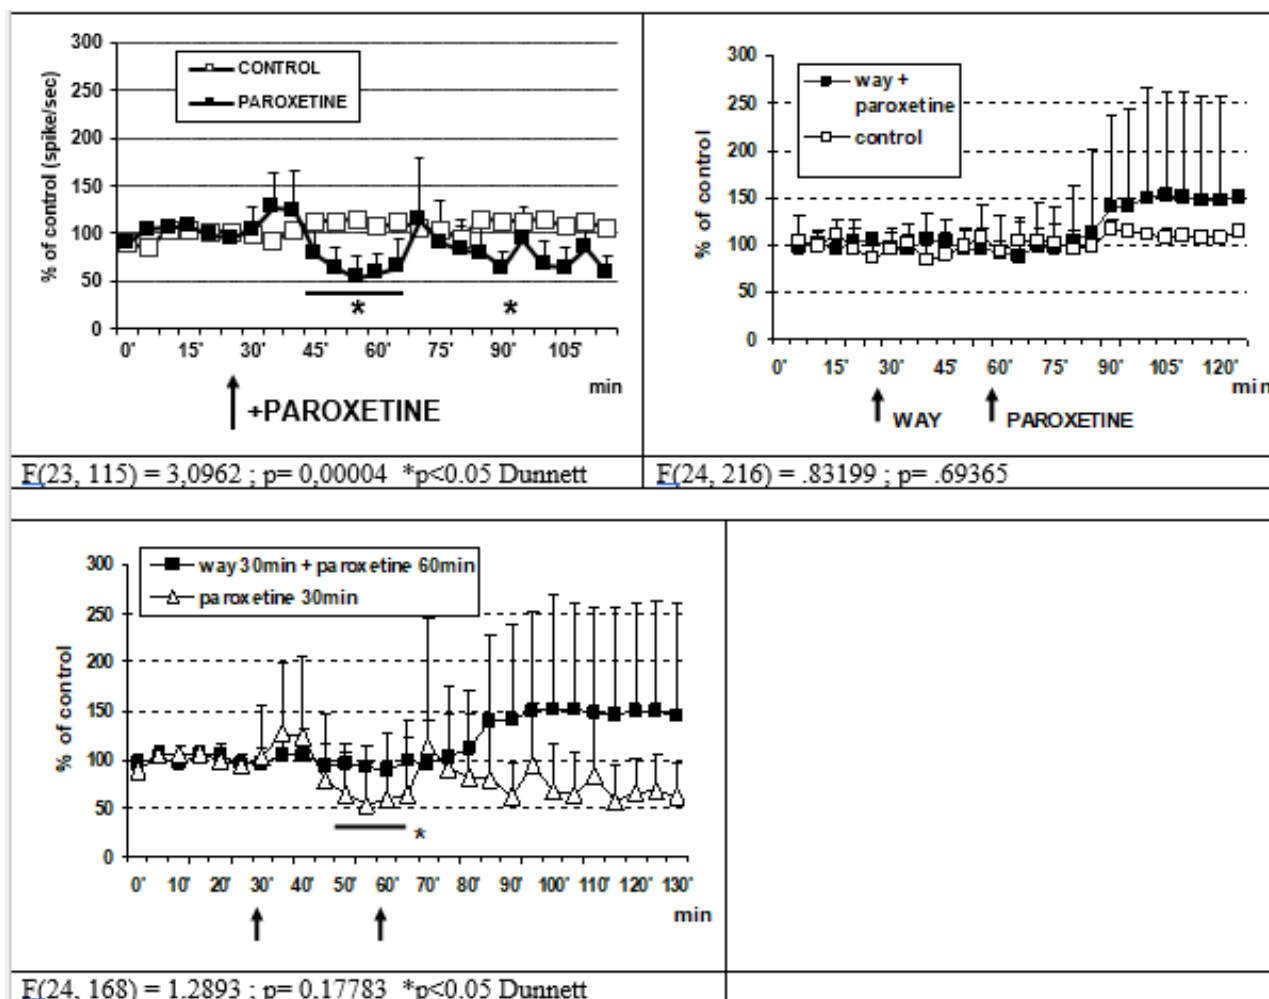 300
250
200
150
100
50
0
% of control (spike/sec)
CONTROL
PAROXETINE
*
*
0' 15' 30' 45' 60' 75' 90' 105'
min
+PAROXETINE
F(23, 115) = 3,0962 ; p= 0,00004 *p<0.05 Dunnett
300
250
200
150
100
50
0
% of control
way +
paroxetine
control
0' 15' 30' 45' 60' 75' 90' 105' 120'
min
WAY
PAROXETINE
F(24, 216) = .83199 ; p= .69365
300
250
200
150
100
50
0
% of control
way 30min + paroxetine 60min
paroxetine 30min
*
0' 10' 20' 30' 40' 50' 60' 70' 80' 90' 100' 110' 120' 130'
min
F(24, 168) = 1.2893 ; p= 0,17783 *p<0.05 Dunnett